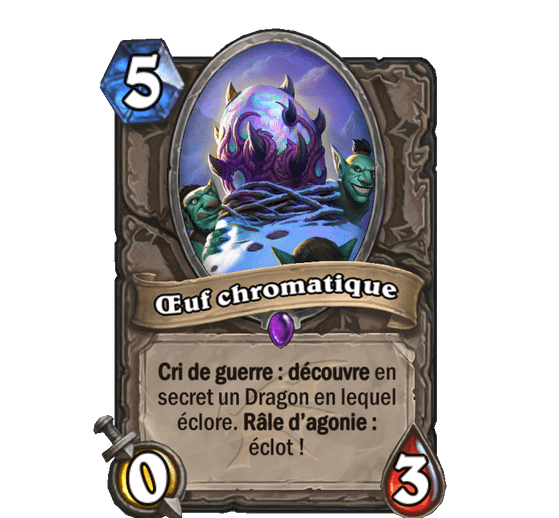 5
Œuf chromatique
Cri de guerre : découvre en
secret un Dragon en lequel
éclore. Râle d’agonie :
éclot !
0
3